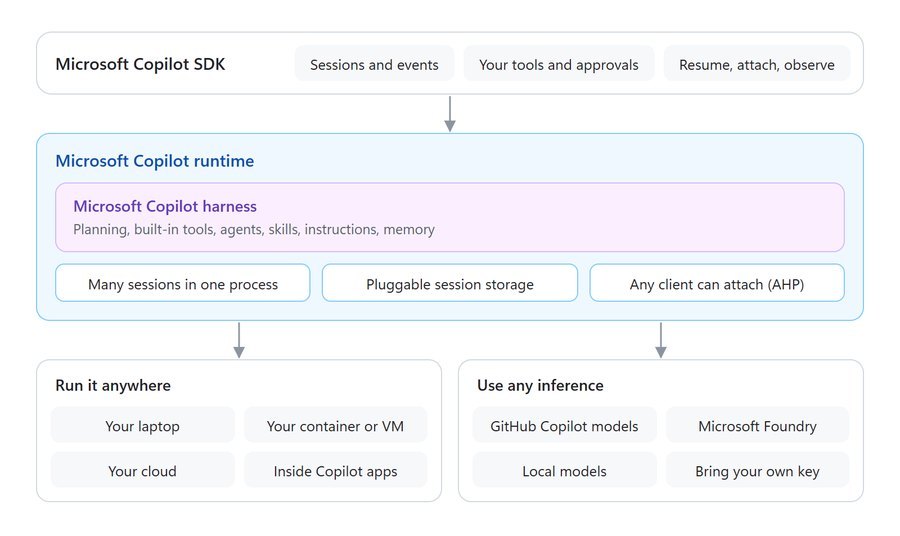 Microsoft Copilot SDK
Sessions and events
Your tools and approvals
Resume, attach, observe
Microsoft Copilot runtime
Microsoft Copilot harness
Planning, built-in tools, agents, skills, instructions, memory
Many sessions in one process
Pluggable session storage
Any client can attach (AHP)
Run it anywhere
Your laptop
Your container or VM
Your cloud
Inside Copilot apps
Use any inference
GitHub Copilot models
Microsoft Foundry
Local models
Bring your own key